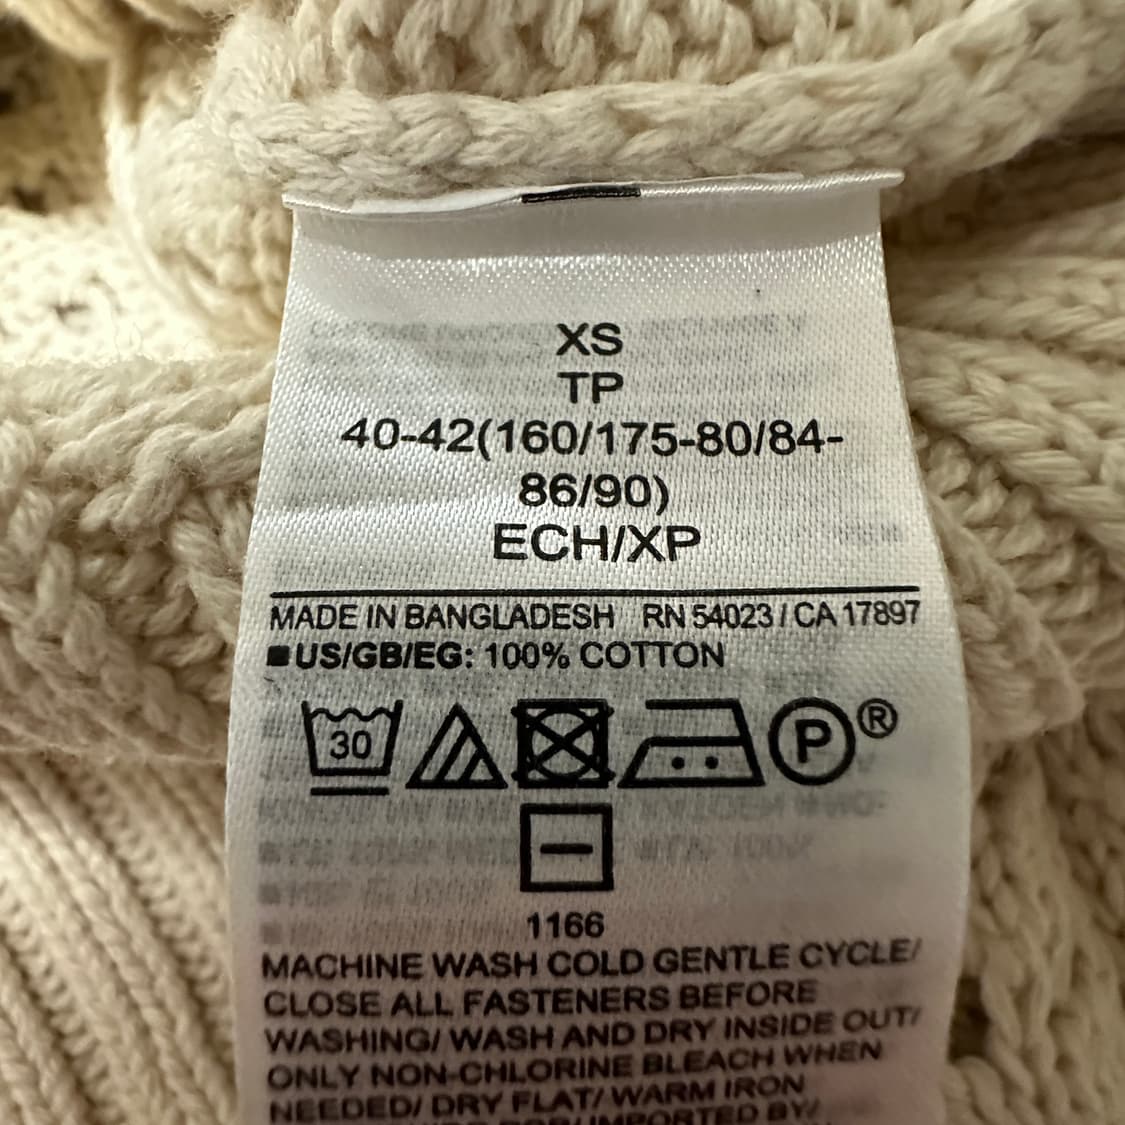 XS
TP
40-42(160/175-80/84-
86/90)
ECH/XP
MADE IN BANGLADESH RN 54023 / CA 17897
US/GB/EG: 100% COTTON
30
P®
1166
MACHINE WASH COLD GENTLE CYCLE/
CLOSE ALL FASTENERS BEFORE
WASHING/ WASH AND DRY INSIDE OUT/
ONLY NON-CHLORINE BLEACH WHEN
NEEDED/ DRY FLAT/ WARM IRON
IMPORTED BY/